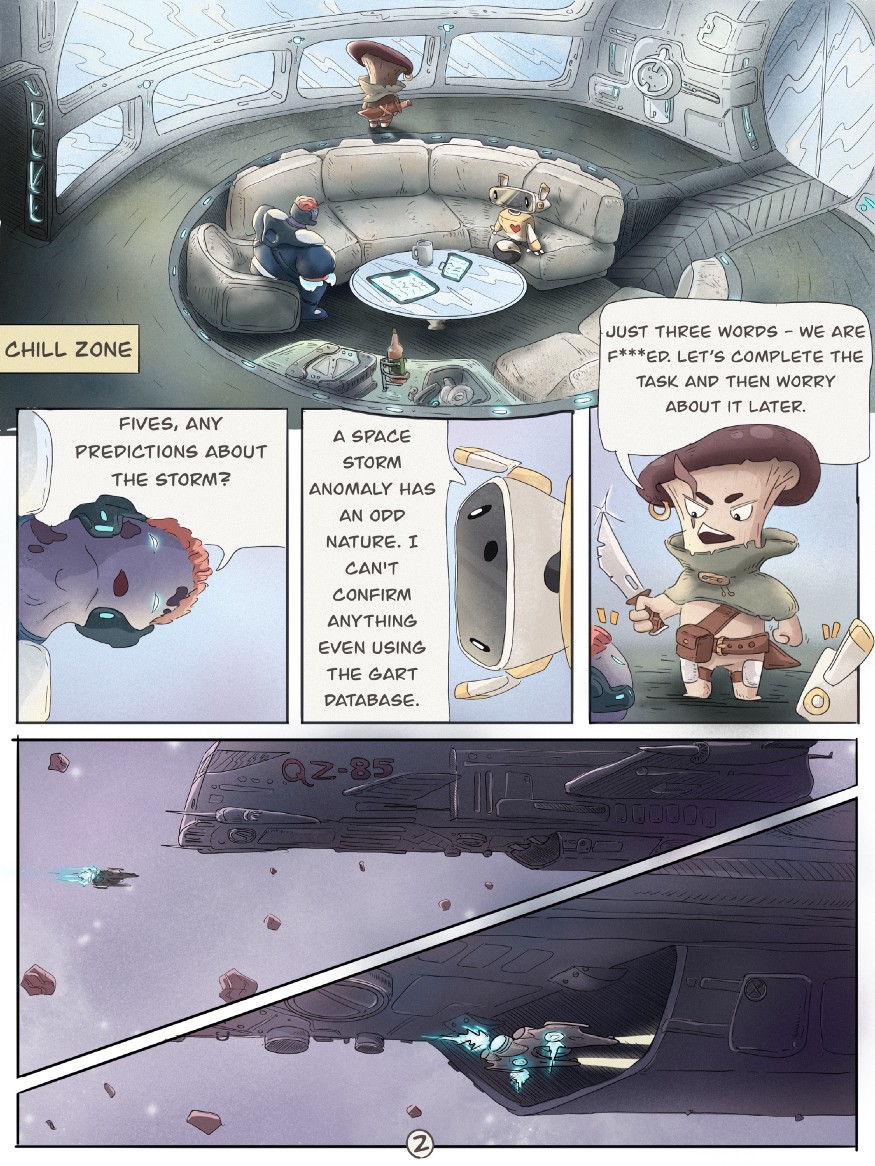 CHILL ZONE
JUST THREE WORDS - WE ARE
F***ED. LET'S COMPLETE THE
TASK AND THEN WORRY
ABOUT IT LATER.
FIVES, ANY
PREDICTIONS ABOUT
THE STORM?
A SPACE
STORM
ANOMALY HAS
AN ODD
NATURE. I
CAN'T
CONFIRM
ANYTHING
EVEN USING
THE GART
DATABASE.
QZ-85
2